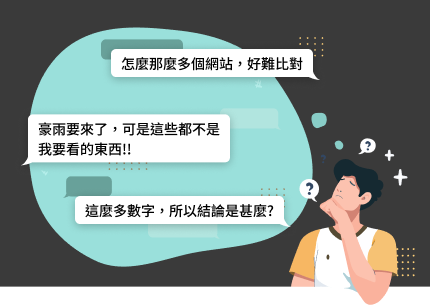 怎麼那麼多個網站，好難比對
豪雨要來了，可是這些都不是
我要看的東西!!
這麼多數字，所以結論是甚麼?
?
?